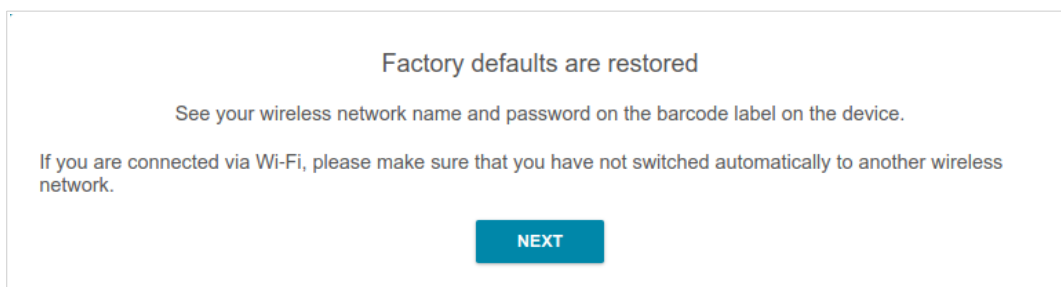 Factory defaults are restored
See your wireless network name and password on the barcode label on the device.
If you are connected via Wi-Fi, please make sure that you have not switched automatically to another wireless
network.
NEXT